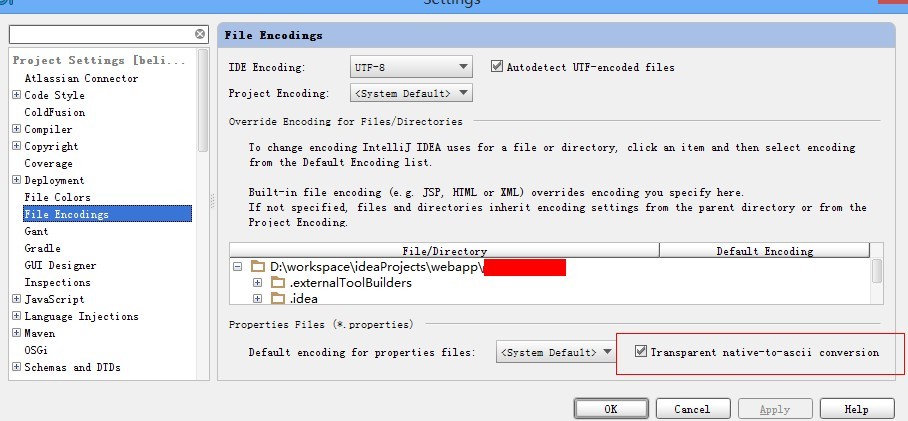 Settings
Project Settings [beli...
Atlassian Connector
Code Style
ColdFusion
Compiler
Copyright
Coverage
Deployment
File Colors
File Encodings
Gant
Gradle
GUI Designer
Inspections
JavaScript
Language Injections
Maven
OSGi
Schemas and DTDs
File Encodings
IDE Encoding: UTF-8 Autodetect UTF-encoded files
Project Encoding: <System Default>
Override Encoding for Files/Directories
To change encoding IntelliJ IDEA uses for a file or directory, click an item and then select encoding
from the Default Encoding list.
Built-in file encoding (e.g. JSP, HTML or XML) overrides encoding you specify here.
If not specified, files and directories inherit encoding settings from the parent directory or from the
Project Encoding.
File/Directory Default Encoding
D:\workspace\ideaProjects\webapp\
.externalToolBuilders
.idea
Properties Files (*.properties)
Default encoding for properties files: <System Default> Transparent native-to-ascii conversion
OK Cancel Apply Help